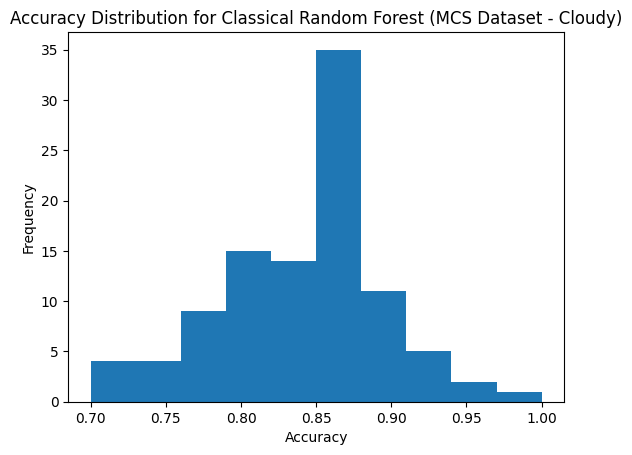 Accuracy Distribution for Classical Random Forest (MCS Dataset - Cloudy)
35
30
25
20
15
10
5
0
Frequency
0.70 0.75 0.80 0.85 0.90 0.95 1.00
Accuracy